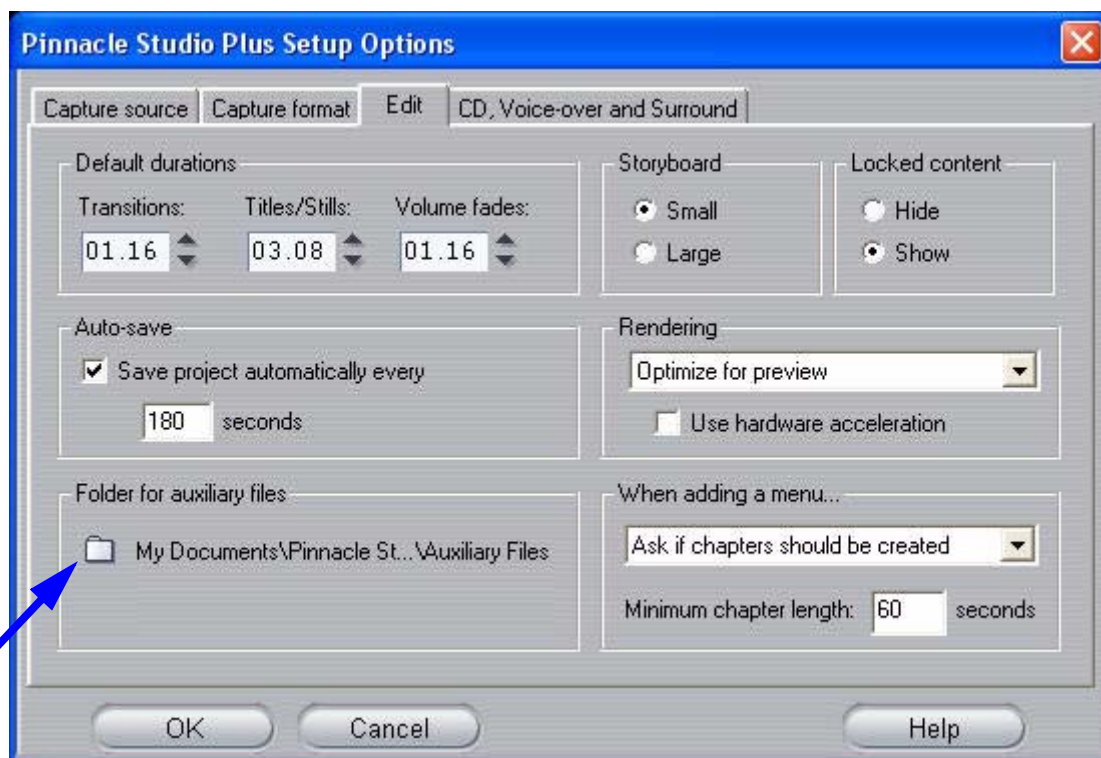 Pinnacle Studio Plus Setup Options
Capture source Capture format Edit CD, Voice-over and Surround
Default durations
Transitions: Titles/Stills: Volume fades:
01.16 03.08 01.16
Storyboard
Small
Large
Locked content
Hide
Show
Auto-save
Save project automatically every
180 seconds
Rendering
Optimize for preview
Use hardware acceleration
Folder for auxiliary files
My Documents\Pinnacle St...\Auxiliary Files
When adding a menu...
Ask if chapters should be created
Minimum chapter length: 60 seconds
OK Cancel Help